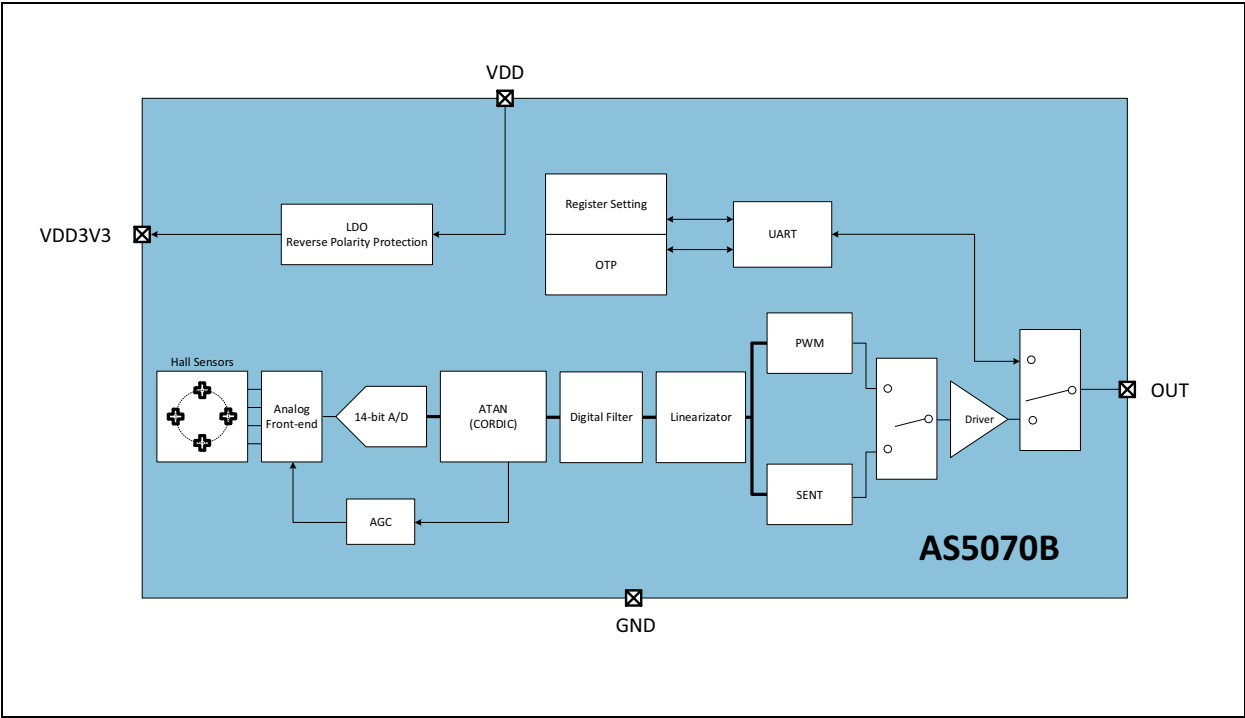 VDD
Register Setting
LDO
Reverse Polarity Protection
VDD3V3
UART
OTP
PWM
Hall Sensors
Analog
Front-end
14-bit A/D
ATAN
(CORDIC)
Digital Filter
Linearizator
Driver
OUT
SENT
AGC
AS5070B
GND